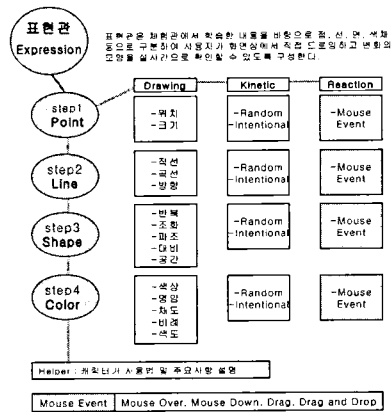 표현관
Expression
표현관은 체험관에서 학습한 내용을 바탕으로 점, 선, 면, 색채
등으로 구분하여 사용자가 화면상에서 직접 드로잉하고 변화의
모양을 실시간으로 확인할 수 있도록 구성한다.
Drawing Kinetic Reaction
step1
Point
-위치
-크기
-Random
-Intentional
-Mouse
Event
step2
Line
-직선
-곡선
-방향
-Random
-Intentional
-Mouse
Event
step3
Shape
-반복
-조화
-파조
-대비
-공간
-Random
-Intentional
-Mouse
Event
step4
Color
-색상
-명암
-채도
-비례
-색도
-Random
-Intentional
-Mouse
Event
Helper : 캐릭터가 사용법 및 주요사항 설명
Mouse Event Mouse Over, Mouse Down, Drag, Drag and Drop